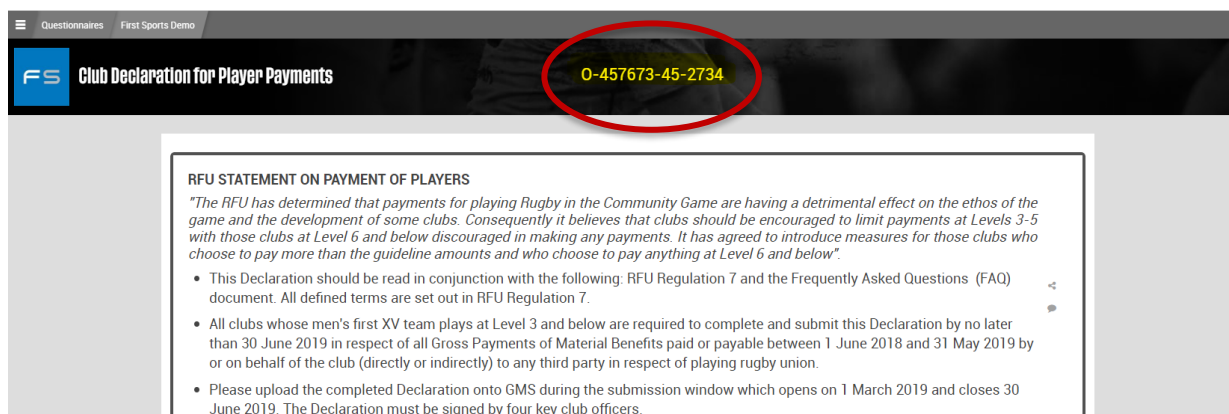 Questionnaires First Sports Demo
FS Club Declaration for Player Payments O-457673-45-2734
RFU STATEMENT ON PAYMENT OF PLAYERS
"The RFU has determined that payments for playing Rugby in the Community Game are having a detrimental effect on the ethos of the
game and the development of some clubs. Consequently it believes that clubs should be encouraged to limit payments at Levels 3-5
with those clubs at Level 6 and below discouraged in making any payments. It has agreed to introduce measures for those clubs who
choose to pay more than the guideline amounts and who choose to pay anything at Level 6 and below".
• This Declaration should be read in conjunction with the following: RFU Regulation 7 and the Frequently Asked Questions (FAQ)
document. All defined terms are set out in RFU Regulation 7.
• All clubs whose men's first XV team plays at Level 3 and below are required to complete and submit this Declaration by no later
than 30 June 2019 in respect of all Gross Payments of Material Benefits paid or payable between 1 June 2018 and 31 May 2019 by
or on behalf of the club (directly or indirectly) to any third party in respect of playing rugby union.
• Please upload the completed Declaration onto GMS during the submission window which opens on 1 March 2019 and closes 30
June 2019. The Declaration must be signed by four key club officers.